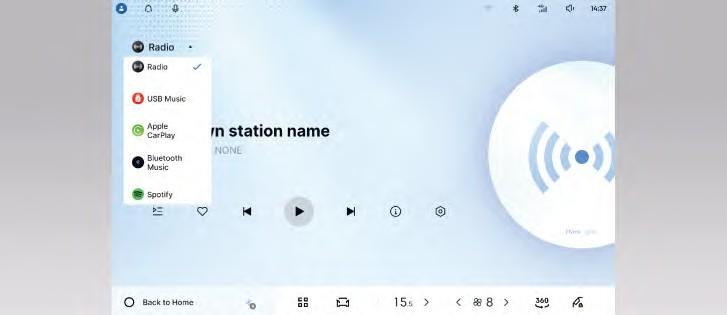 14:37
Radio
Radio
USB Music
Apple
CarPlay
Bluetooth
Music
Spotify
station name
NONE
Back to Home
15.5
8
360